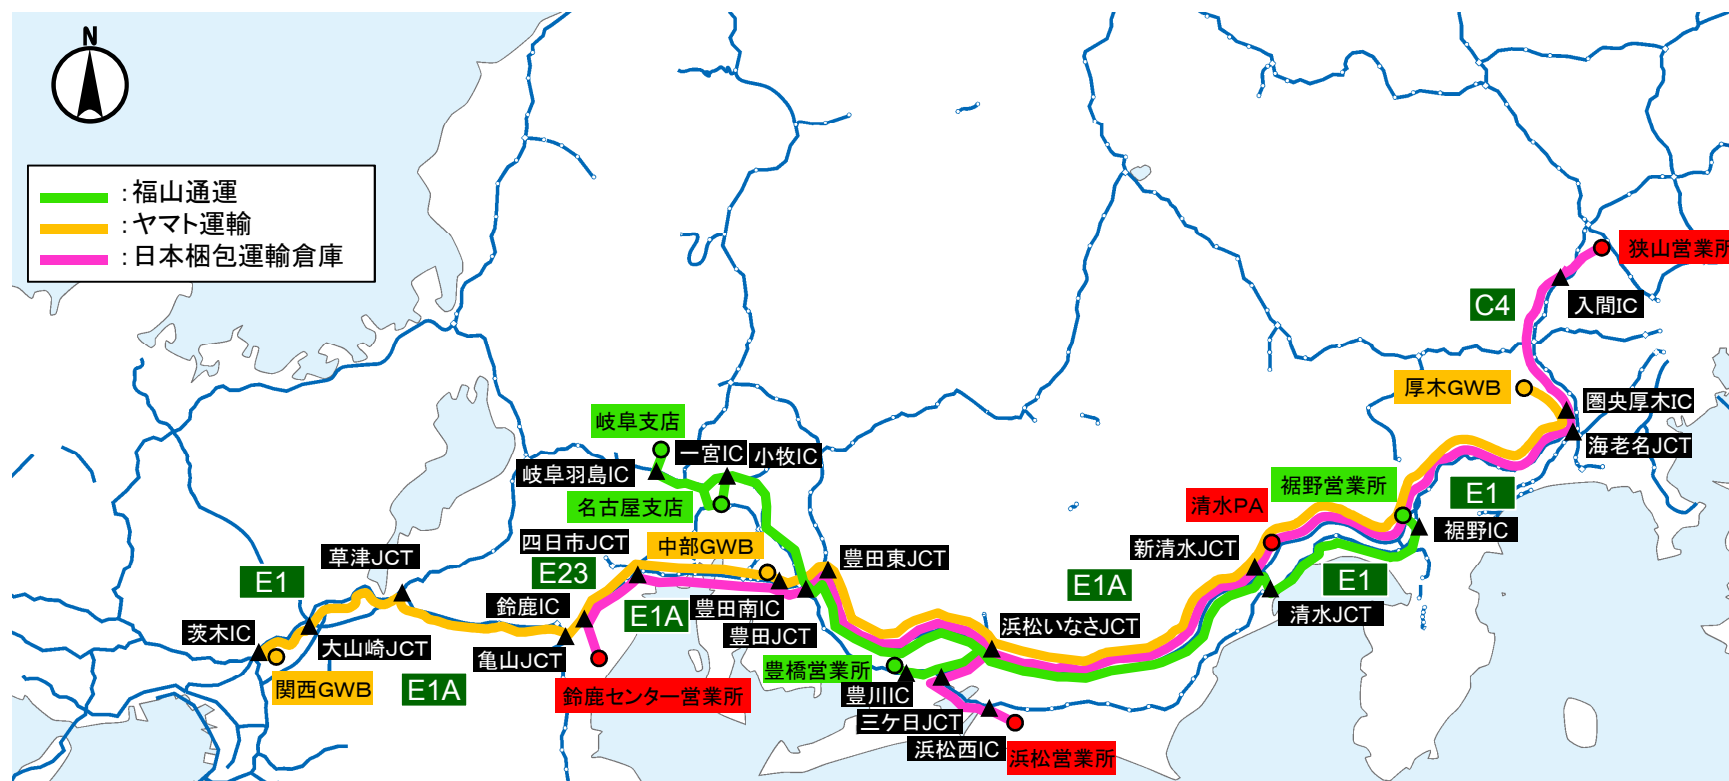 N
:福山通運
:ヤマト運輸
:日本梱包運輸倉庫
狭山営業所
C4
入間IC
厚木GWB
圏央厚木IC
海老名JCT
岐阜支店
一宮IC
小牧IC
岐阜羽島IC
裾野営業所
E1
名古屋支店
清水PA
裾野IC
四日市JCT
中部GWB
新清水JCT
豊田東JCT
草津JCT
E23
E1
E1A
E1
鈴鹿IC
E1A
豊田南IC
清水JCT
茨木IC
豊田JCT
浜松いなさJCT
大山崎JCT
亀山JCT
豊橋営業所
関西GWB
E1A
鈴鹿センター営業所
豊川IC
三ケ日JCT
浜松西IC
浜松営業所